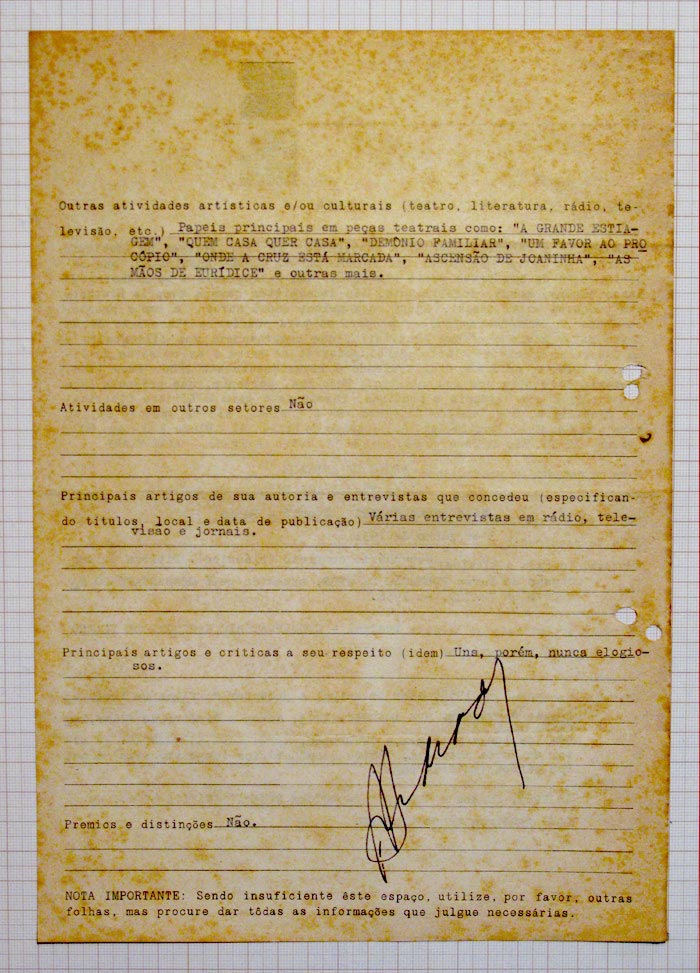 Outras atividades artísticas e/ou culturais (teatro, literatura, rádio, te-
levisão, etc.) Papeis principais em peças teatrais como: "A GRANDE ESTIA-
GEM", "QUEM CASA QUER CASA", "DEMÔNIO FAMILIAR", "UM FAVOR AO PRO
CÓPIO", "ONDE A CRUZ ESTÁ MARCADA", "ASCENSÃO DE JOANINHA", "AS
MÃOS DE EURÍDICE" e outras mais.
Atividades em outros setores Não
Principais artigos de sua autoria e entrevistas que concedeu (especifican-
do títulos, local e data de publicação) Várias entrevistas em rádio, tele-
visão e jornais.
Principais artigos e críticas a seu respeito (idem) Uns, porém, nunca elogio-
sos.
Premios e distinções Não.
NOTA IMPORTANTE: Sendo insuficiente êste espaço, utilize, por favor, outras
folhas, mas procure dar tôdas as informações que julgue necessárias.